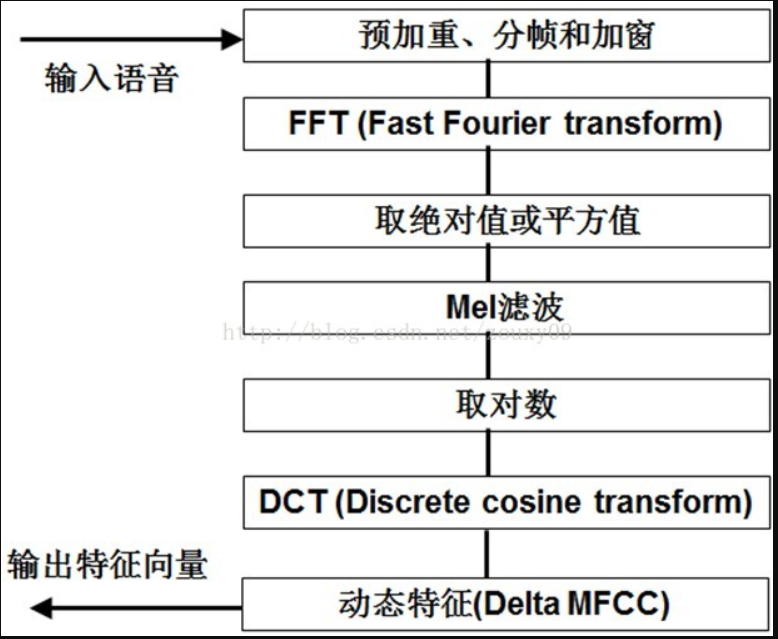 预加重、分帧和加窗
输入语音
FFT (Fast Fourier transform)
取绝对值或平方值
Mel滤波
http://blog.csdn.net/zouxy09
取对数
DCT (Discrete cosine transform)
输出特征向量
动态特征(Delta MFCC)